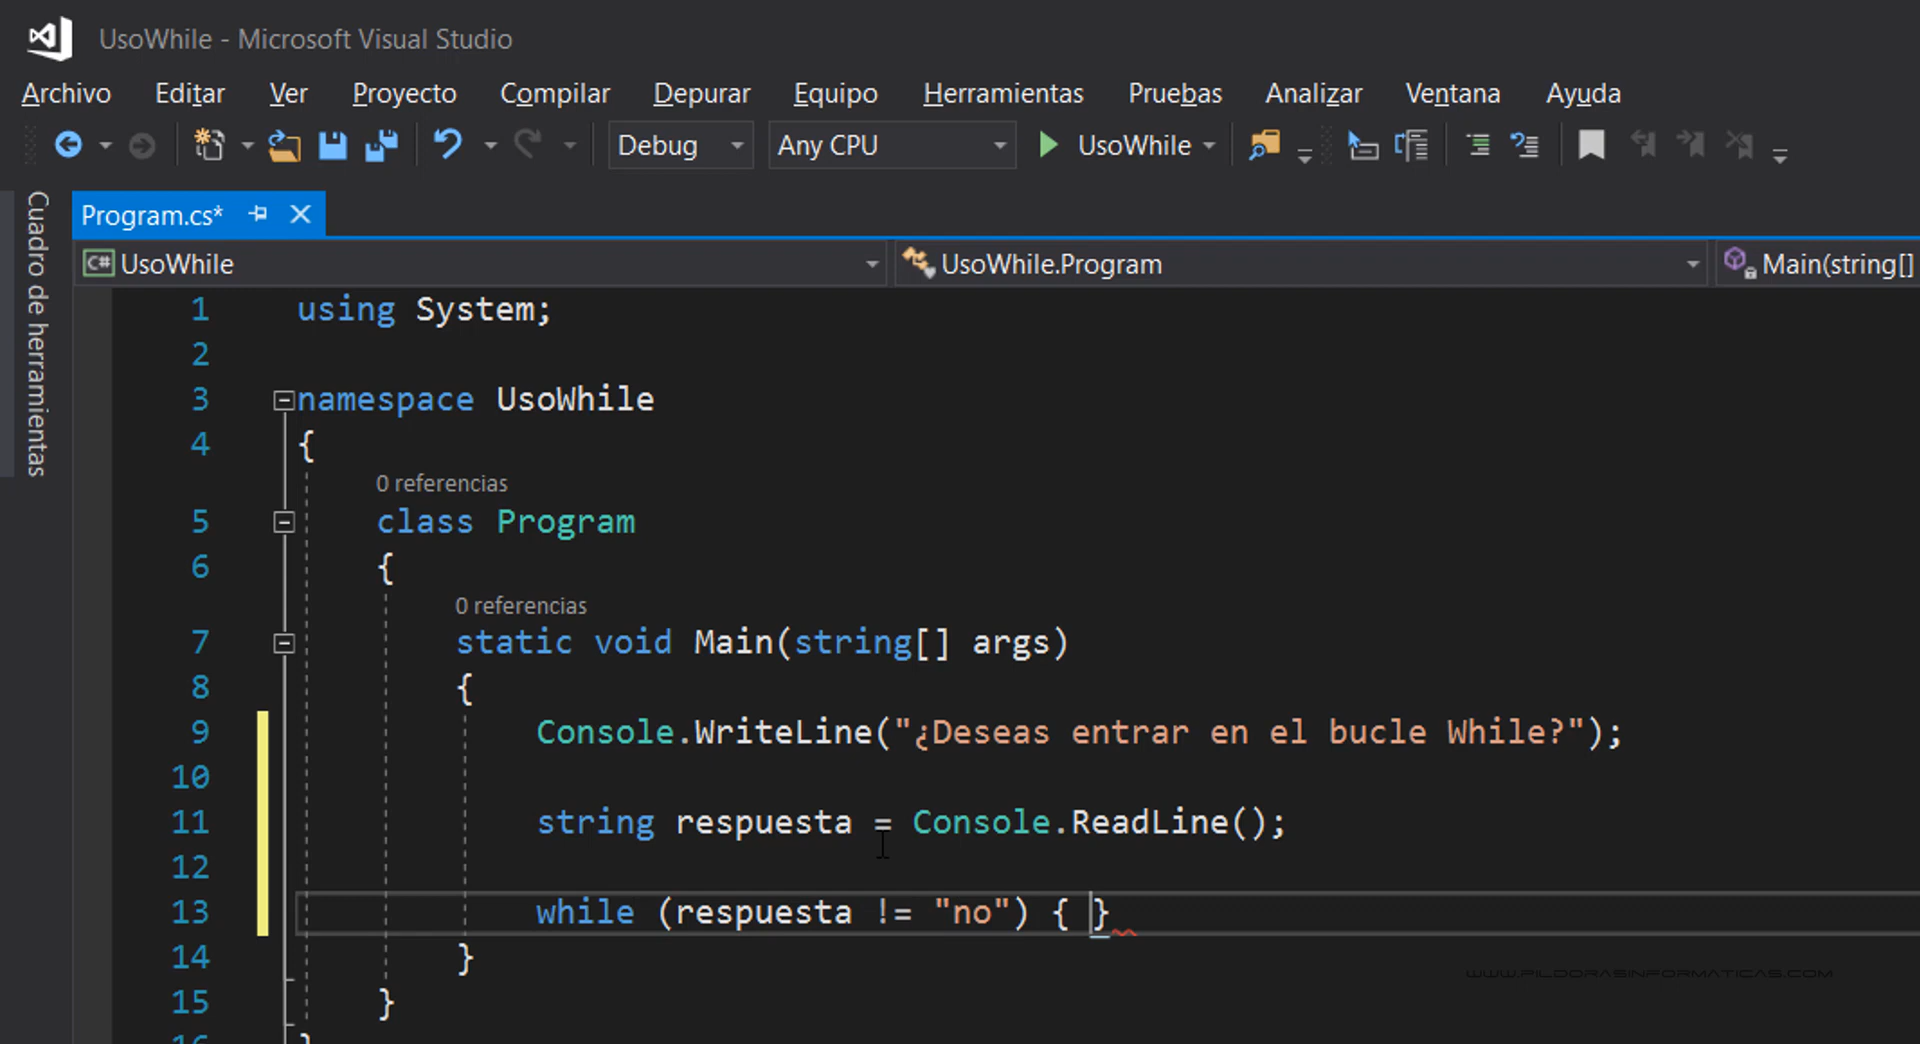 UsoWhile - Microsoft Visual Studio
Archivo Editar Ver Proyecto Compilar Depurar Equipo Herramientas Pruebas Analizar Ventana Ayuda
Debug Any CPU UsoWhile
Cuadro de herramientas
Program.cs*
C# UsoWhile UsoWhile.Program Main(string[]
1 using System;
2
3 namespace UsoWhile
4 {
0 referencias
5 class Program
6 {
0 referencias
7 static void Main(string[] args)
8 {
9 Console.WriteLine("¿Deseas entrar en el bucle While?");
10
11 string respuesta = Console.ReadLine();
12
13 while (respuesta != "no") { }
14 }
WWW.PILDORASINFORMATICAS.COM
15 }
16 }